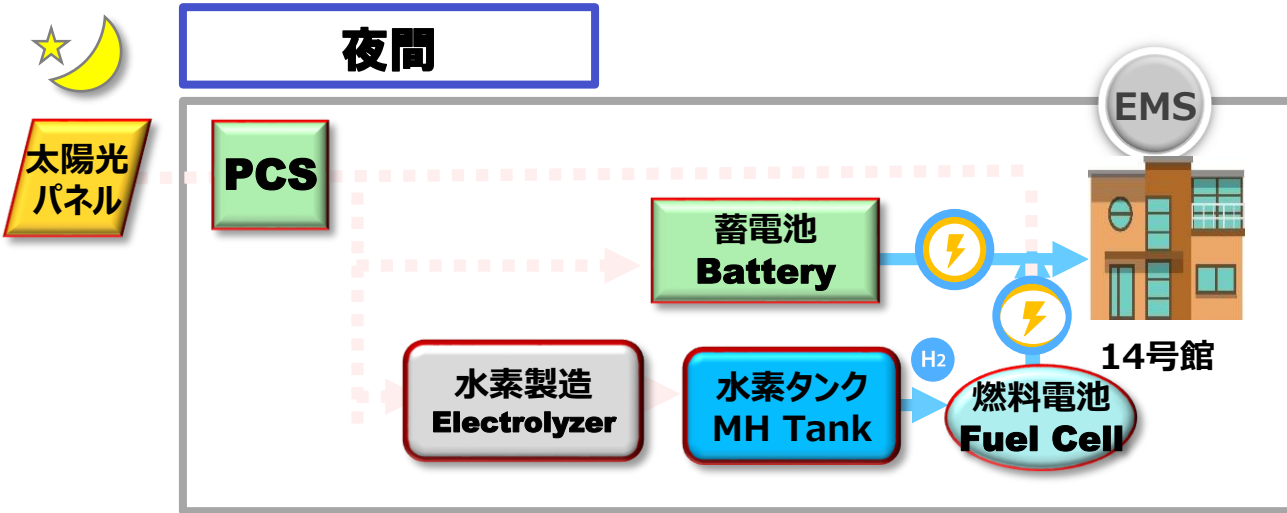 夜間
EMS
太陽光
パネル
PCS
蓄電池
Battery
14号館
水素製造
Electrolyzer
水素タンク
MH Tank
H2
燃料電池
Fuel Cell